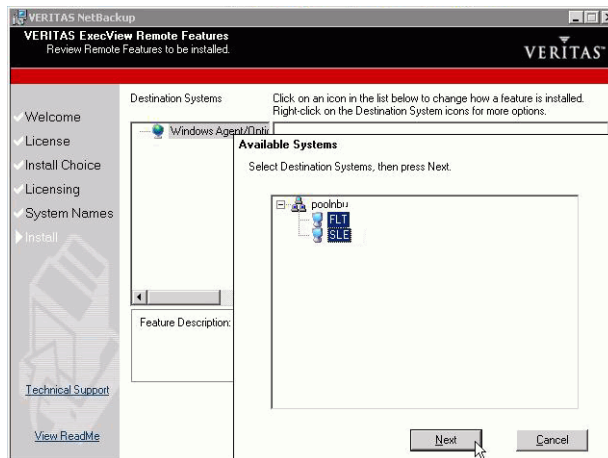 VERITAS NetBackup
VERITAS ExecView Remote Features
Review Remote Features to be installed.
VERITAS
Welcome
License
Install Choice
Licensing
System Names
Install
Technical Support
View ReadMe
Destination Systems
Click on an icon in the list below to change how a feature is installed.
Right-click on the Destination System icons for more options.
Windows Agent/Optio
Feature Description:
Available Systems
Select Destination Systems, then press Next.
poolnbu
FLT
SLE
Next
Cancel